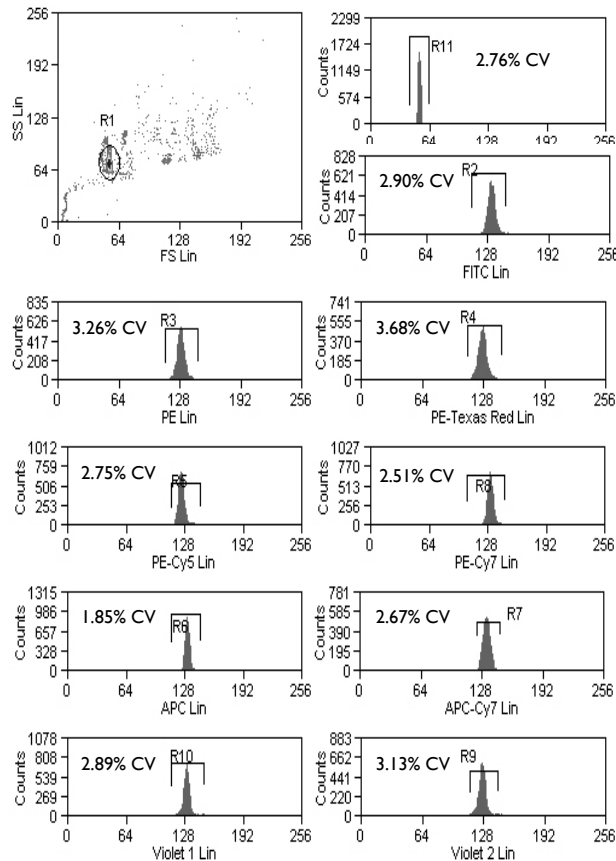 256
192
128
64
0
SS Lin
R1
0 64 128 192 256
FS Lin
2299
1724
1149
574
0
Counts
R11
2.76% CV
0 64 128 192 256
828
621
414
207
0
Counts
2.90% CV
R2
0 64 128 192 256
FITC Lin
835
626
417
208
0
Counts
3.26% CV
R3
0 64 128 192 256
PE Lin
741
555
370
185
0
Counts
3.68% CV
R4
0 64 128 192 256
PE-Texas Red Lin
1012
759
506
253
0
Counts
2.75% CV
0 64 128 192 256
PE-Cy5 Lin
1027
770
513
256
0
Counts
2.51% CV
R8
0 64 128 192 256
PE-Cy7 Lin
1315
986
657
328
0
Counts
1.85% CV
R6
0 64 128 192 256
APC Lin
781
585
390
195
0
Counts
2.67% CV
R7
0 64 128 192 256
APC-Cy7 Lin
1078
808
539
269
0
Counts
2.89% CV
R10
0 64 128 192 256
Violet 1 Lin
883
662
441
220
0
Counts
3.13% CV
R9
0 64 128 192 256
Violet 2 Lin